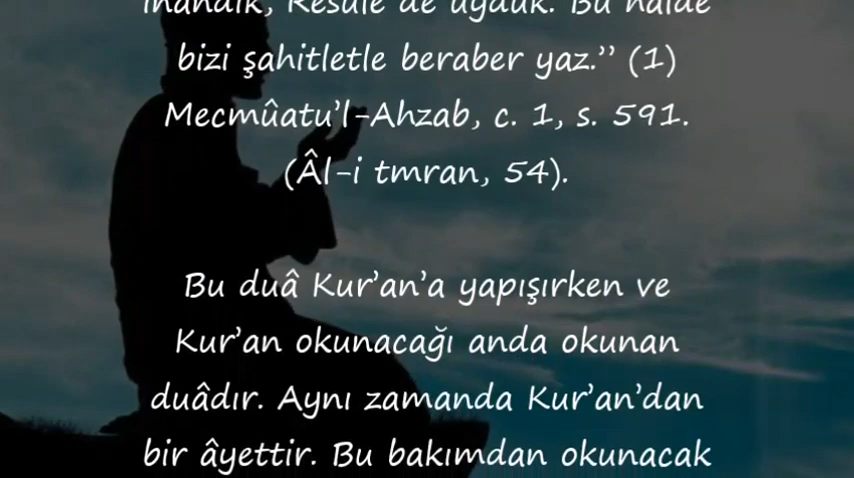 inandık, Resûle de uyduk. Bu halde
bizi şahitletle beraber yaz.” (1)
Mecmûatu’l-Ahzab, c. 1, s. 591.
(Âl-i tmran, 54).
Bu duâ Kur’an’a yapışırken ve
Kur’an okunacağı anda okunan
duâdır. Aynı zamanda Kur’an’dan
bir âyettir. Bu bakımdan okunacak